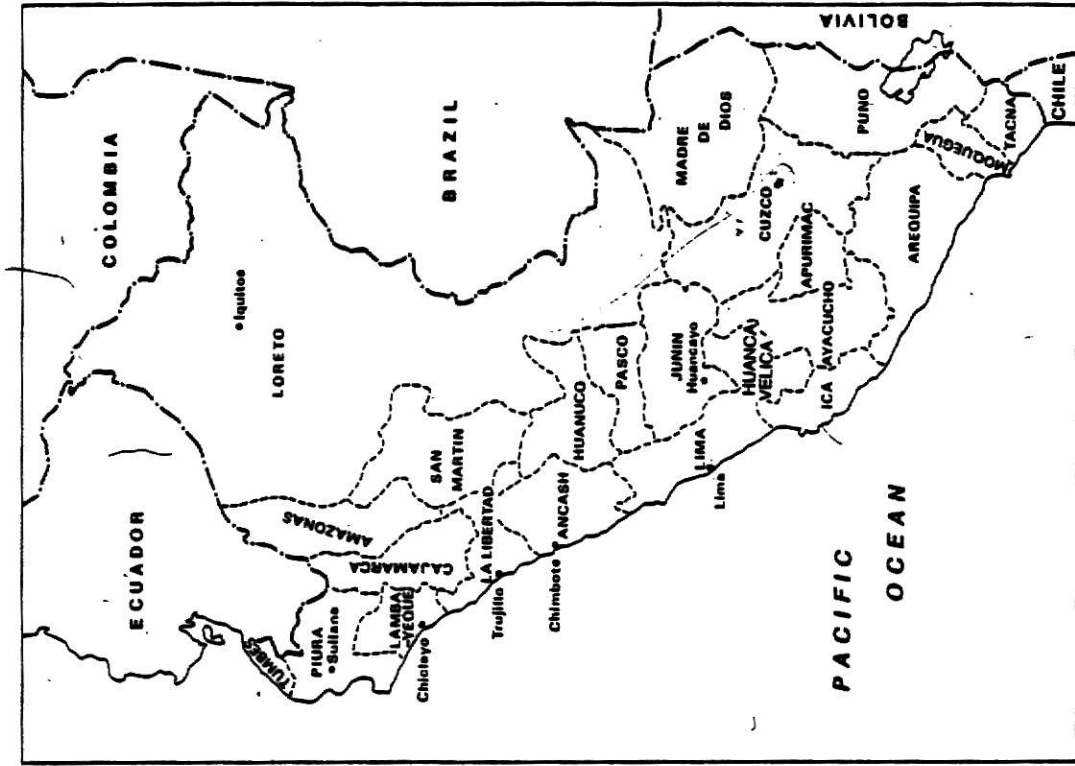 COLOMBIA
ECUADOR
BRAZIL
Iquitos
LORETO
TUMBES
PIURA
Sullana
AMAZONAS
LAMBA
YEQUE
Chiclayo
CAJAMARCA
SAN
MARTIN
LA LIBERTAD
Trujillo
Chimbote
ANCASH
HUANUCO
PASCO
LIMA
Lima
JUNIN
Huancayo
HUANCA
VELICA
MADRE
DE
DIOS
CUZCO
APURIMAC
ICA
AYACUCHO
AREQUIPA
PUNO
MOQUEGUA
TACNA
BOLIVIA
CHILE
PACIFIC
OCEAN